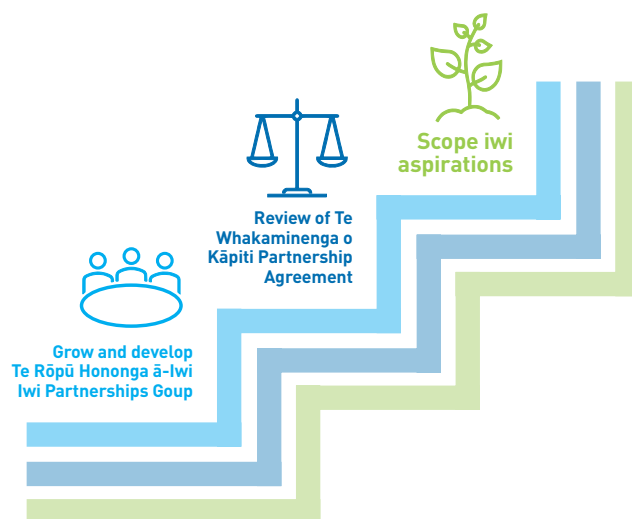 Scope iwi
aspirations
Review of Te
Whakaminenga o
Kāpiti Partnership
Agreement
Grow and develop
Te Rōpū Hononga ā-Iwi
Iwi Partnerships Goup